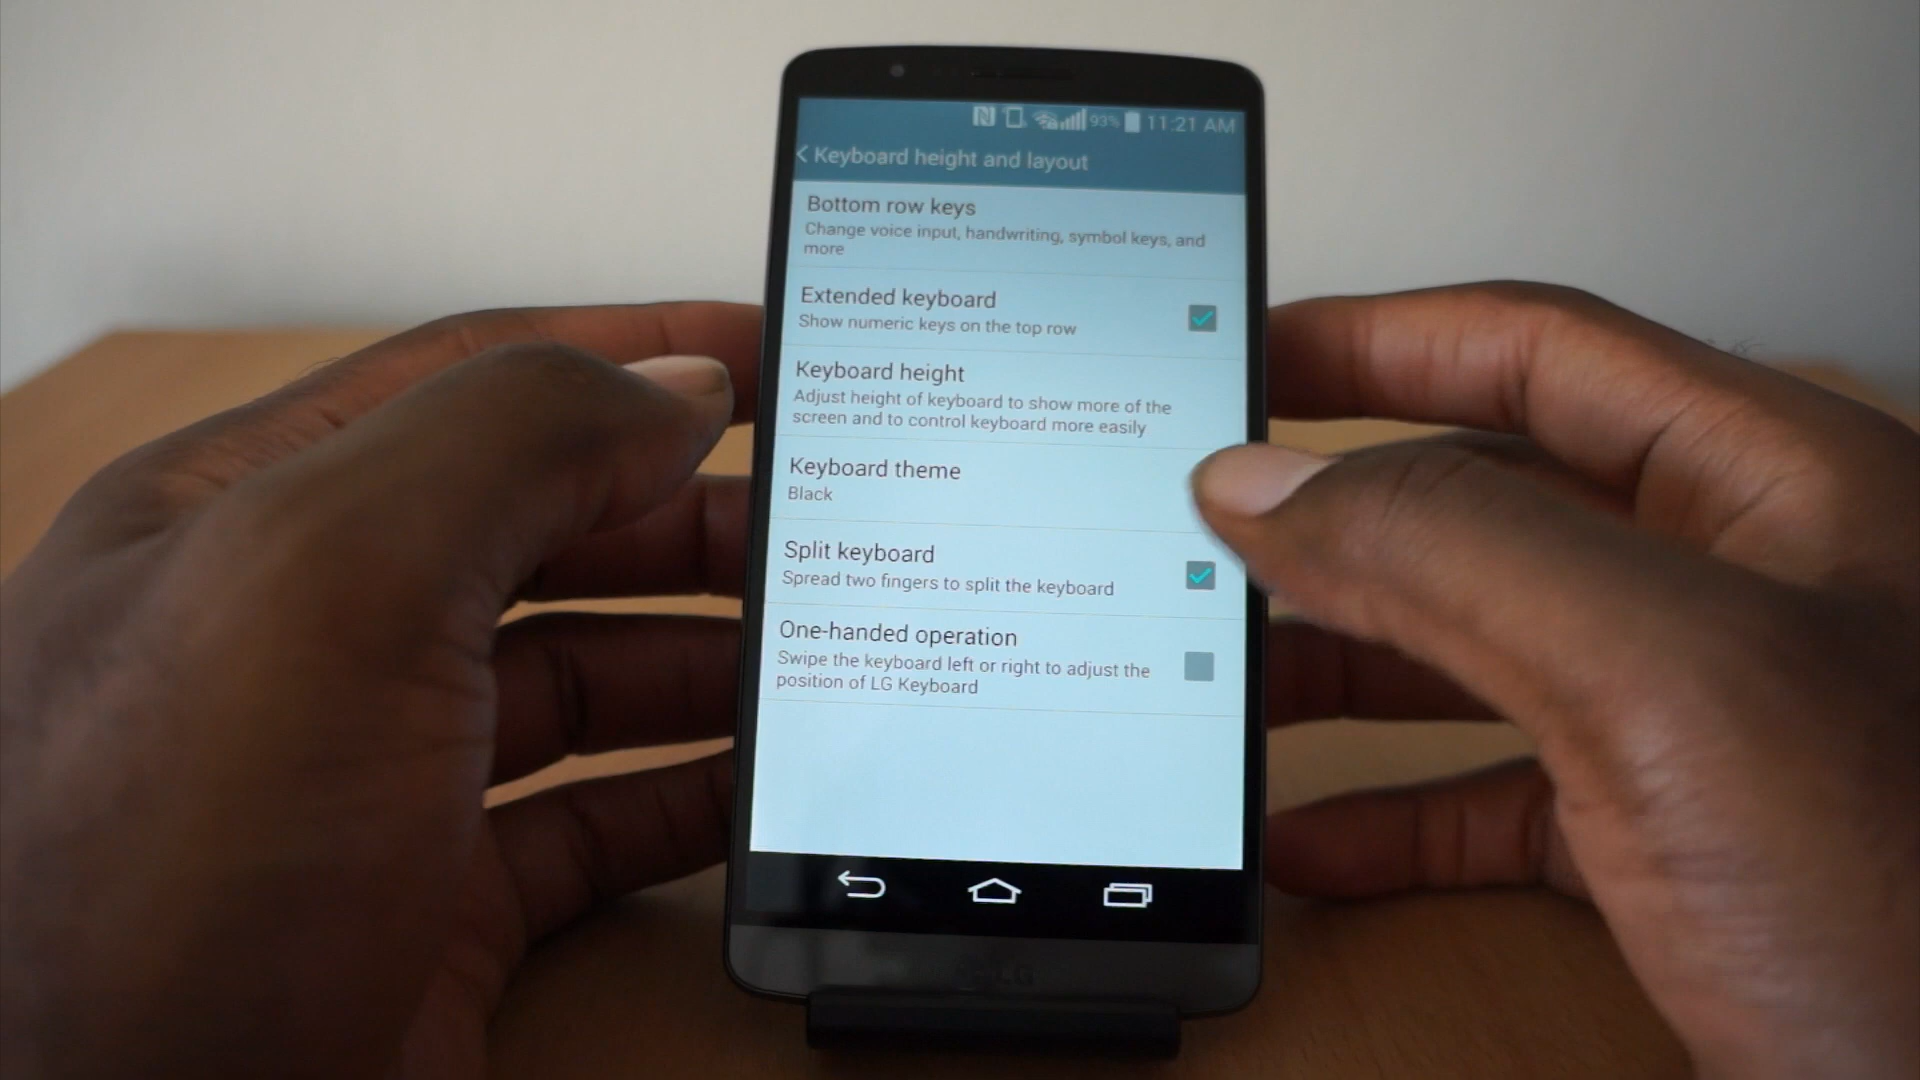 93% 11:21 AM
Keyboard height and layout
Bottom row keys
Change voice input, handwriting, symbol keys, and
more
Extended keyboard
Show numeric keys on the top row
Keyboard height
Adjust height of keyboard to show more of the
screen and to control keyboard more easily
Keyboard theme
Black
Split keyboard
Spread two fingers to split the keyboard
One-handed operation
Swipe the keyboard left or right to adjust the
position of LG Keyboard
LG